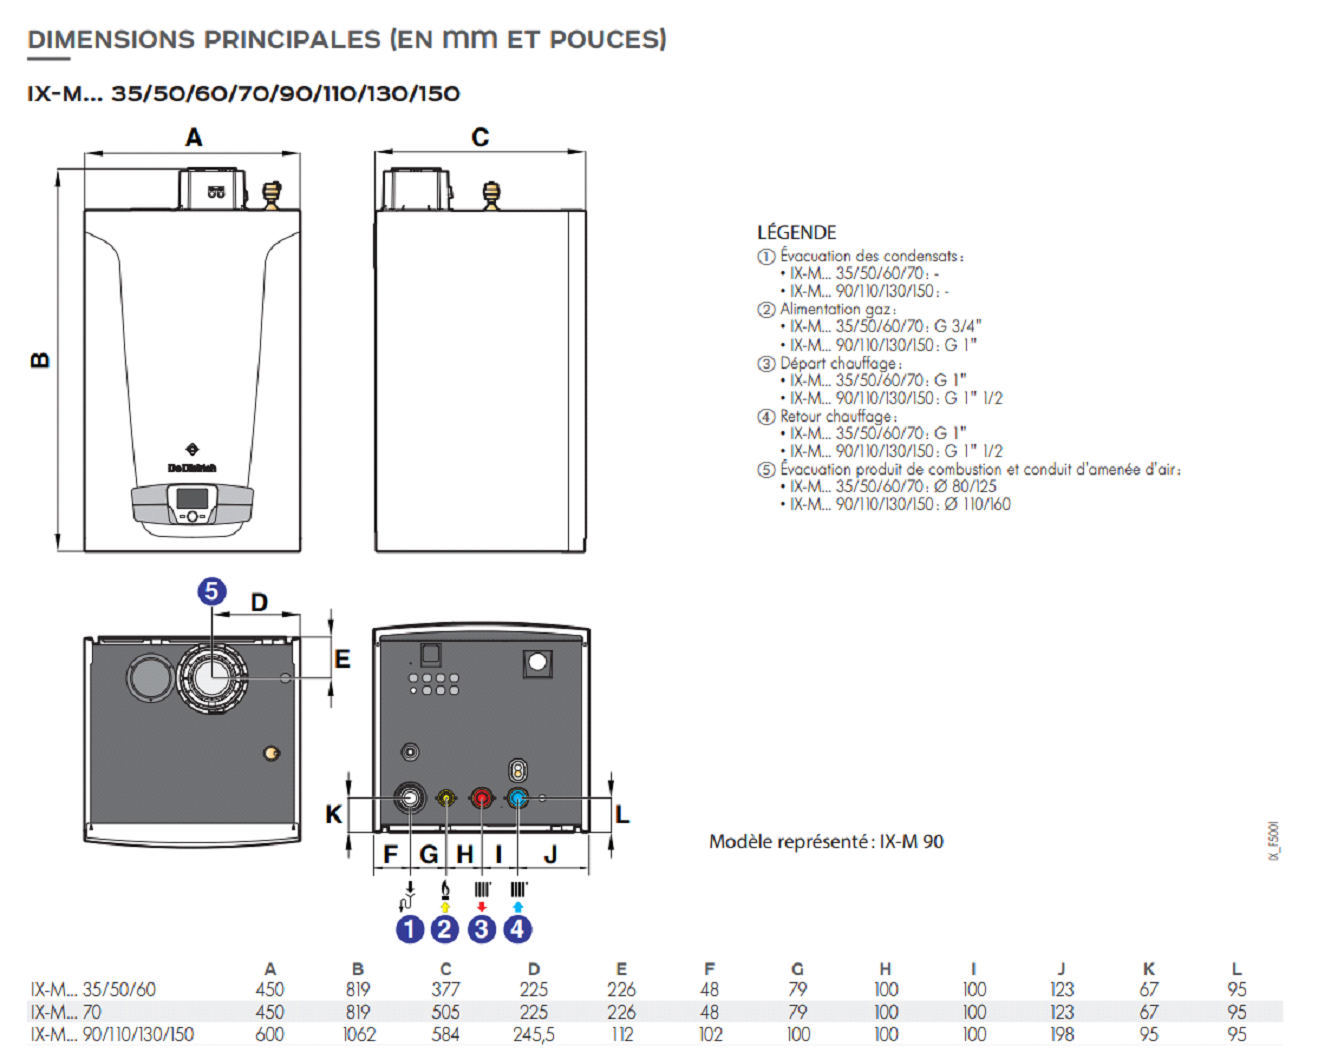 DIMENSIONS PRINCIPALES (EN mm ET POUCES)
IX-M... 35/50/60/70/90/110/130/150
A
C
B
De Dietrich
LÉGENDE
① Évacuation des condensats :
• IX-M... 35/50/60/70 : -
• IX-M... 90/110/130/150 : -
② Alimentation gaz :
• IX-M... 35/50/60/70 : G 3/4"
• IX-M... 90/110/130/150 : G 1"
③ Départ chauffage :
• IX-M... 35/50/60/70 : G 1"
• IX-M... 90/110/130/150 : G 1" 1/2
④ Retour chauffage :
• IX-M... 35/50/60/70 : G 1"
• IX-M... 90/110/130/150 : G 1" 1/2
⑤ Évacuation produit de combustion et conduit d'amenée d'air :
• IX-M... 35/50/60/70 : Ø 80/125
• IX-M... 90/110/130/150 : Ø 110/160
5
D
E
K
L
F G H I J
1 2 3 4
Modèle représenté : IX-M 90
IX_F5001
A B C D E F G H I J K L
IX-M... 35/50/60 450 819 377 225 226 48 79 100 100 123 67 95
IX-M... 70 450 819 505 225 226 48 79 100 100 123 67 95
IX-M... 90/110/130/150 600 1062 584 245,5 112 102 100 100 100 198 95 95